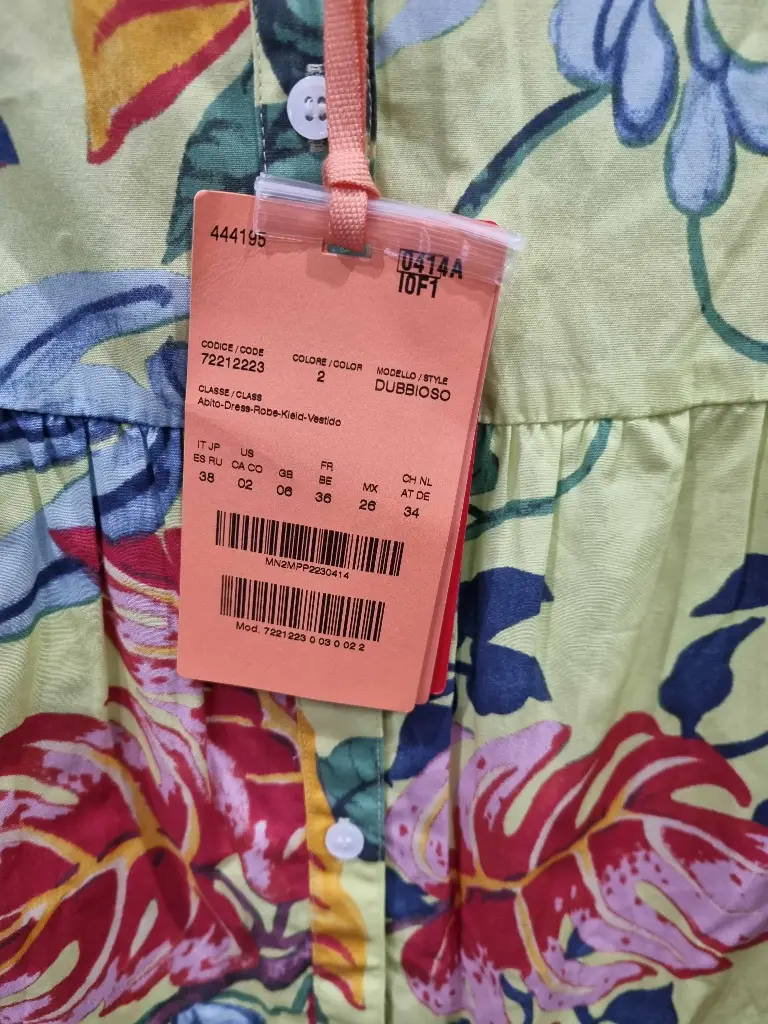 444195
0414A
10F1
CODICE / CODE
72212223
COLORE / COLOR
2
MODELLO / STYLE
DUBBIOSO
CLASSE / CLASS
Abito-Dress-Robe-Kleid-Vestido
IT JP
ES RU
38
US
CA CO
02
GB
06
FR
BE
36
MX
26
CH NL
AT DE
34
MN2MPP2230414
Mod. 7221223 0 03 0 02 2